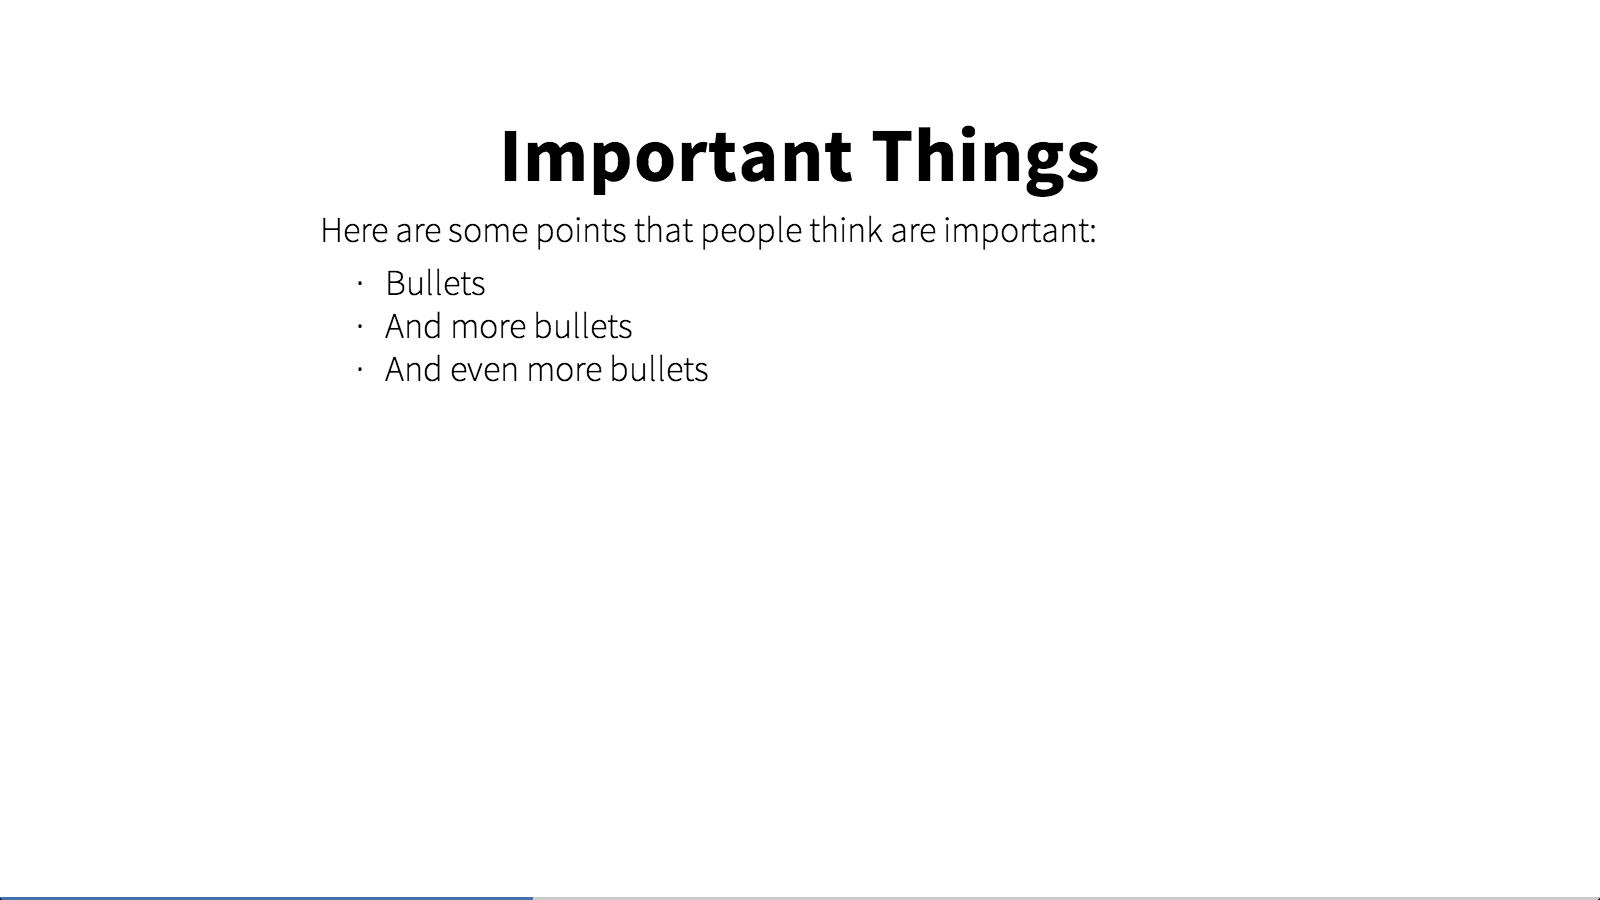 Important Things
Here are some points that people think are important:
· Bullets
· And more bullets
· And even more bullets